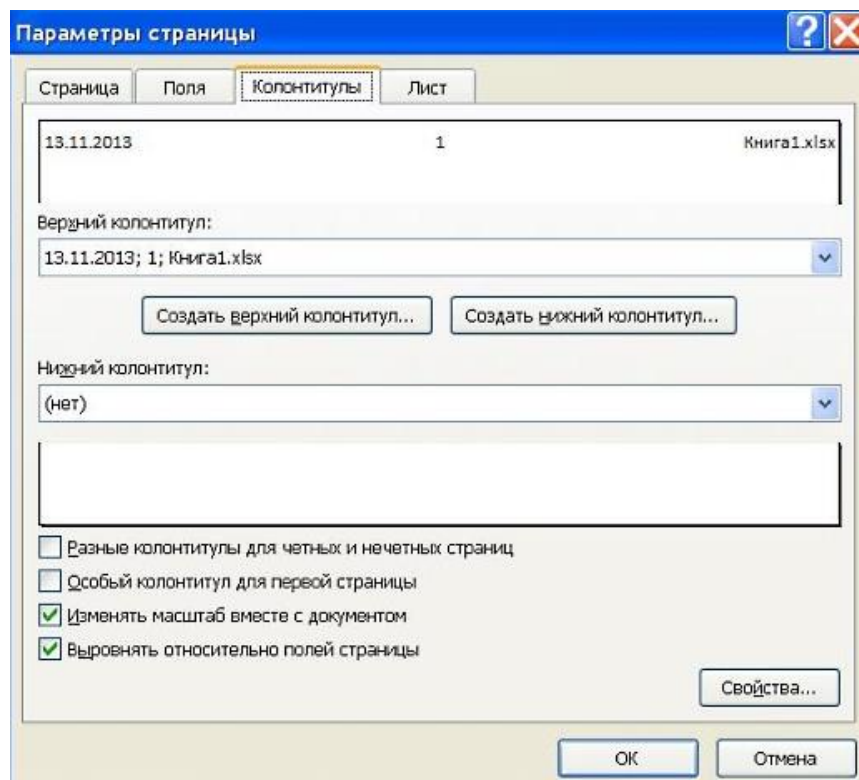 Параметры страницы
Страница Поля Колонтитулы Лист
13.11.2013 1 Книга1.xlsx
Верхний колонтитул:
13.11.2013; 1; Книга1.xlsx
Создать верхний колонтитул... Создать нижний колонтитул...
Нижний колонтитул:
(нет)
Разные колонтитулы для четных и нечетных страниц
Особый колонтитул для первой страницы
Изменять масштаб вместе с документом
Выровнять относительно полей страницы
Свойства...
ОК Отмена